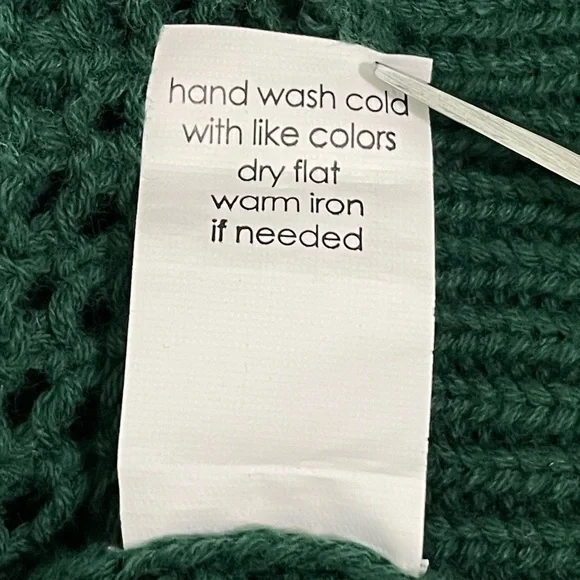 hand wash cold
with like colors
dry flat
warm iron
if needed